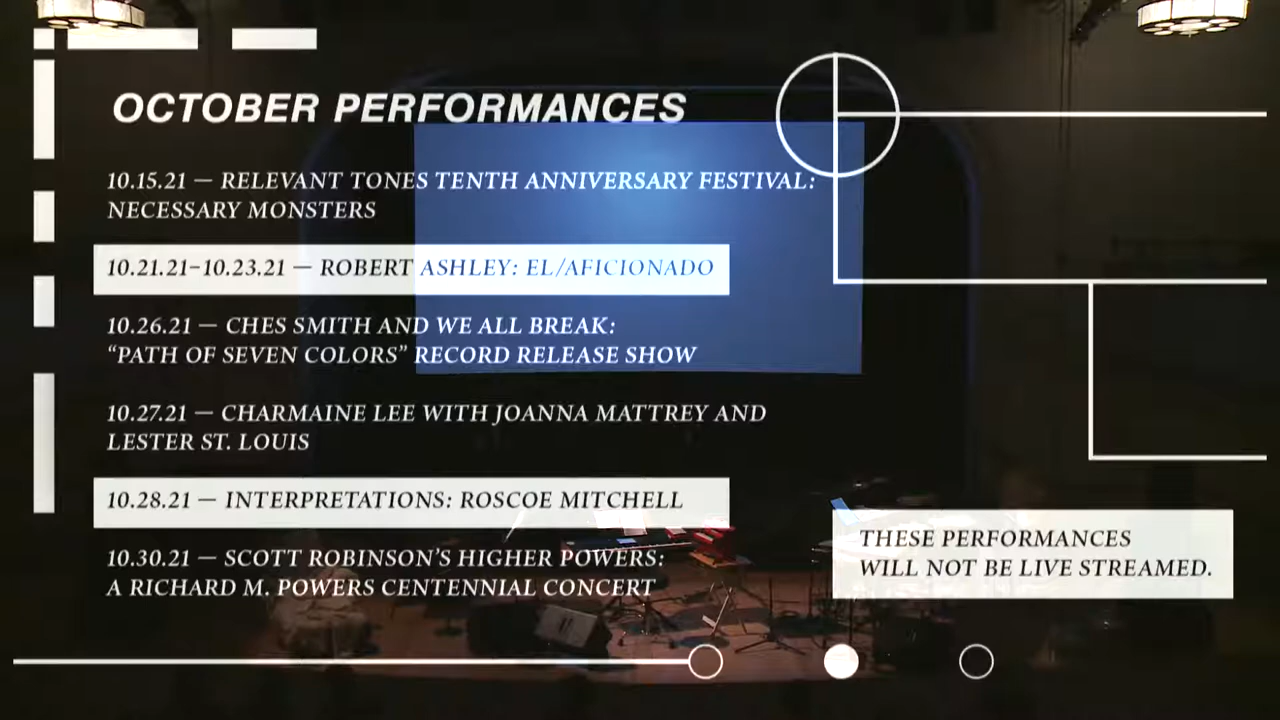 OCTOBER PERFORMANCES
10.15.21 — RELEVANT TONES TENTH ANNIVERSARY FESTIVAL:
NECESSARY MONSTERS
10.21.21–10.23.21 — ROBERT ASHLEY: EL/AFICIONADO
10.26.21 — CHES SMITH AND WE ALL BREAK:
“PATH OF SEVEN COLORS” RECORD RELEASE SHOW
10.27.21 — CHARMAINE LEE WITH JOANNA MATTREY AND
LESTER ST. LOUIS
10.28.21 — INTERPRETATIONS: ROSCOE MITCHELL
10.30.21 — SCOTT ROBINSON’S HIGHER POWERS:
A RICHARD M. POWERS CENTENNIAL CONCERT
THESE PERFORMANCES
WILL NOT BE LIVE STREAMED.